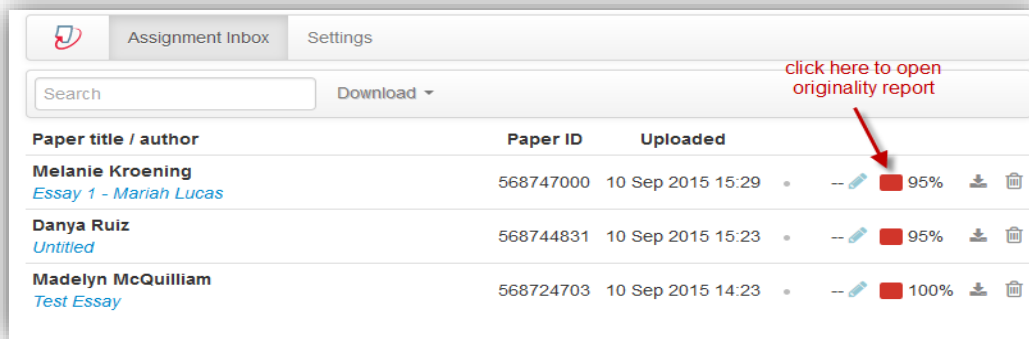 Assignment Inbox Settings
click here to open
originality report
Search Download
Paper title / author Paper ID Uploaded
Melanie Kroening
Essay 1 - Mariah Lucas 568747000 10 Sep 2015 15:29 -- 95%
Danya Ruiz
Untitled 568744831 10 Sep 2015 15:23 -- 95%
Madelyn McQuilliam
Test Essay 568724703 10 Sep 2015 14:23 -- 100%